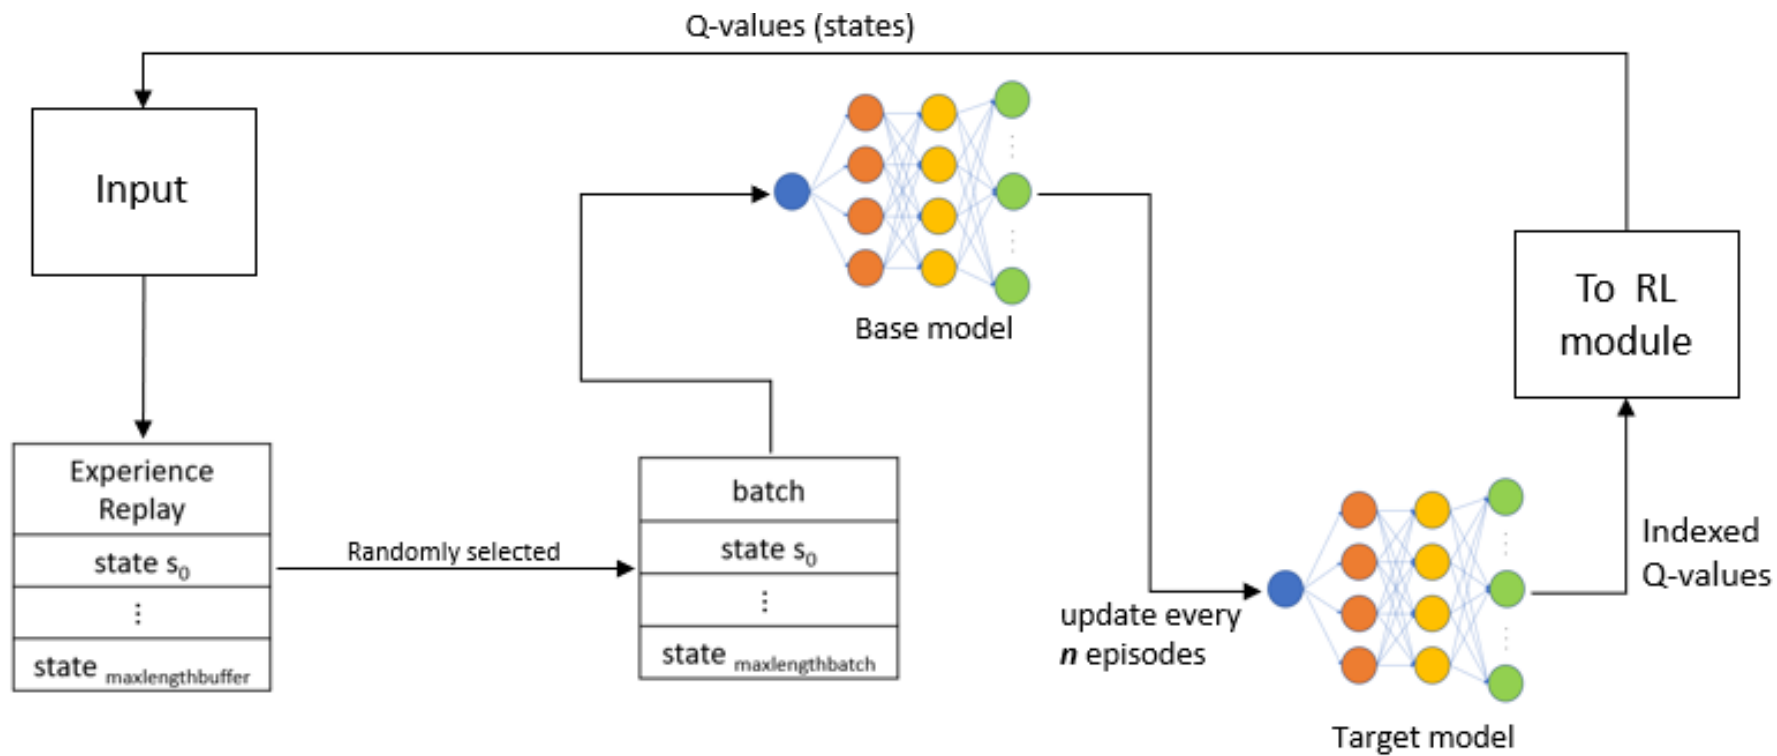 Q-values (states)
Input
Base model
To RL
module
Experience
Replay
state s₀
⋮
state maxlengthbuffer
Randomly selected
batch
state s₀
⋮
state maxlengthbatch
update every
n episodes
Indexed
Q-values
Target model